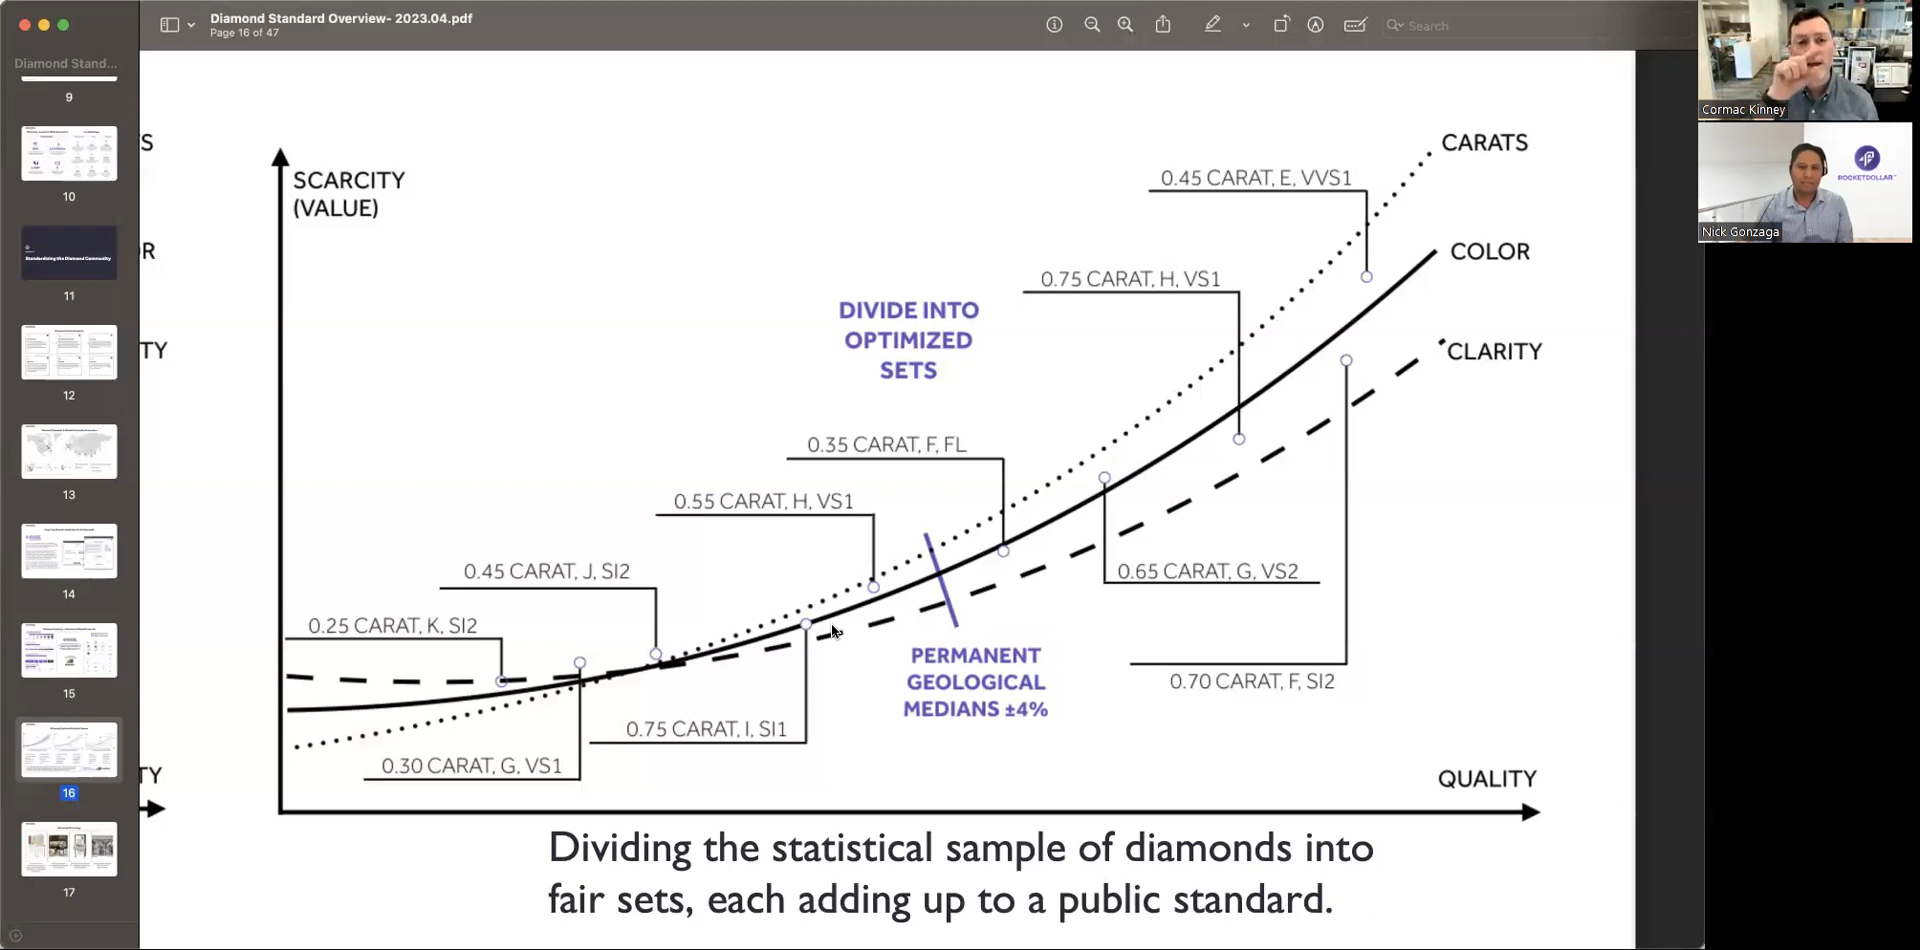 Diamond Standard Overview- 2023.04.pdf
Page 16 of 47
Search
Diamond Stand...
9
10
Standardizing the Diamond Commodity
11
12
13
14
15
16
17
S
R
TY
TY
SCARCITY
(VALUE)
CARATS
COLOR
CLARITY
0.45 CARAT, E, VVS1
0.75 CARAT, H, VS1
DIVIDE INTO
OPTIMIZED
SETS
0.35 CARAT, F, FL
0.55 CARAT, H, VS1
0.45 CARAT, J, SI2
0.65 CARAT, G, VS2
0.25 CARAT, K, SI2
PERMANENT
GEOLOGICAL
MEDIANS ±4%
0.70 CARAT, F, SI2
0.75 CARAT, I, SI1
0.30 CARAT, G, VS1
QUALITY
Dividing the statistical sample of diamonds into
fair sets, each adding up to a public standard.
Cormac Kinney
ROCKETDOLLAR
Nick Gonzaga